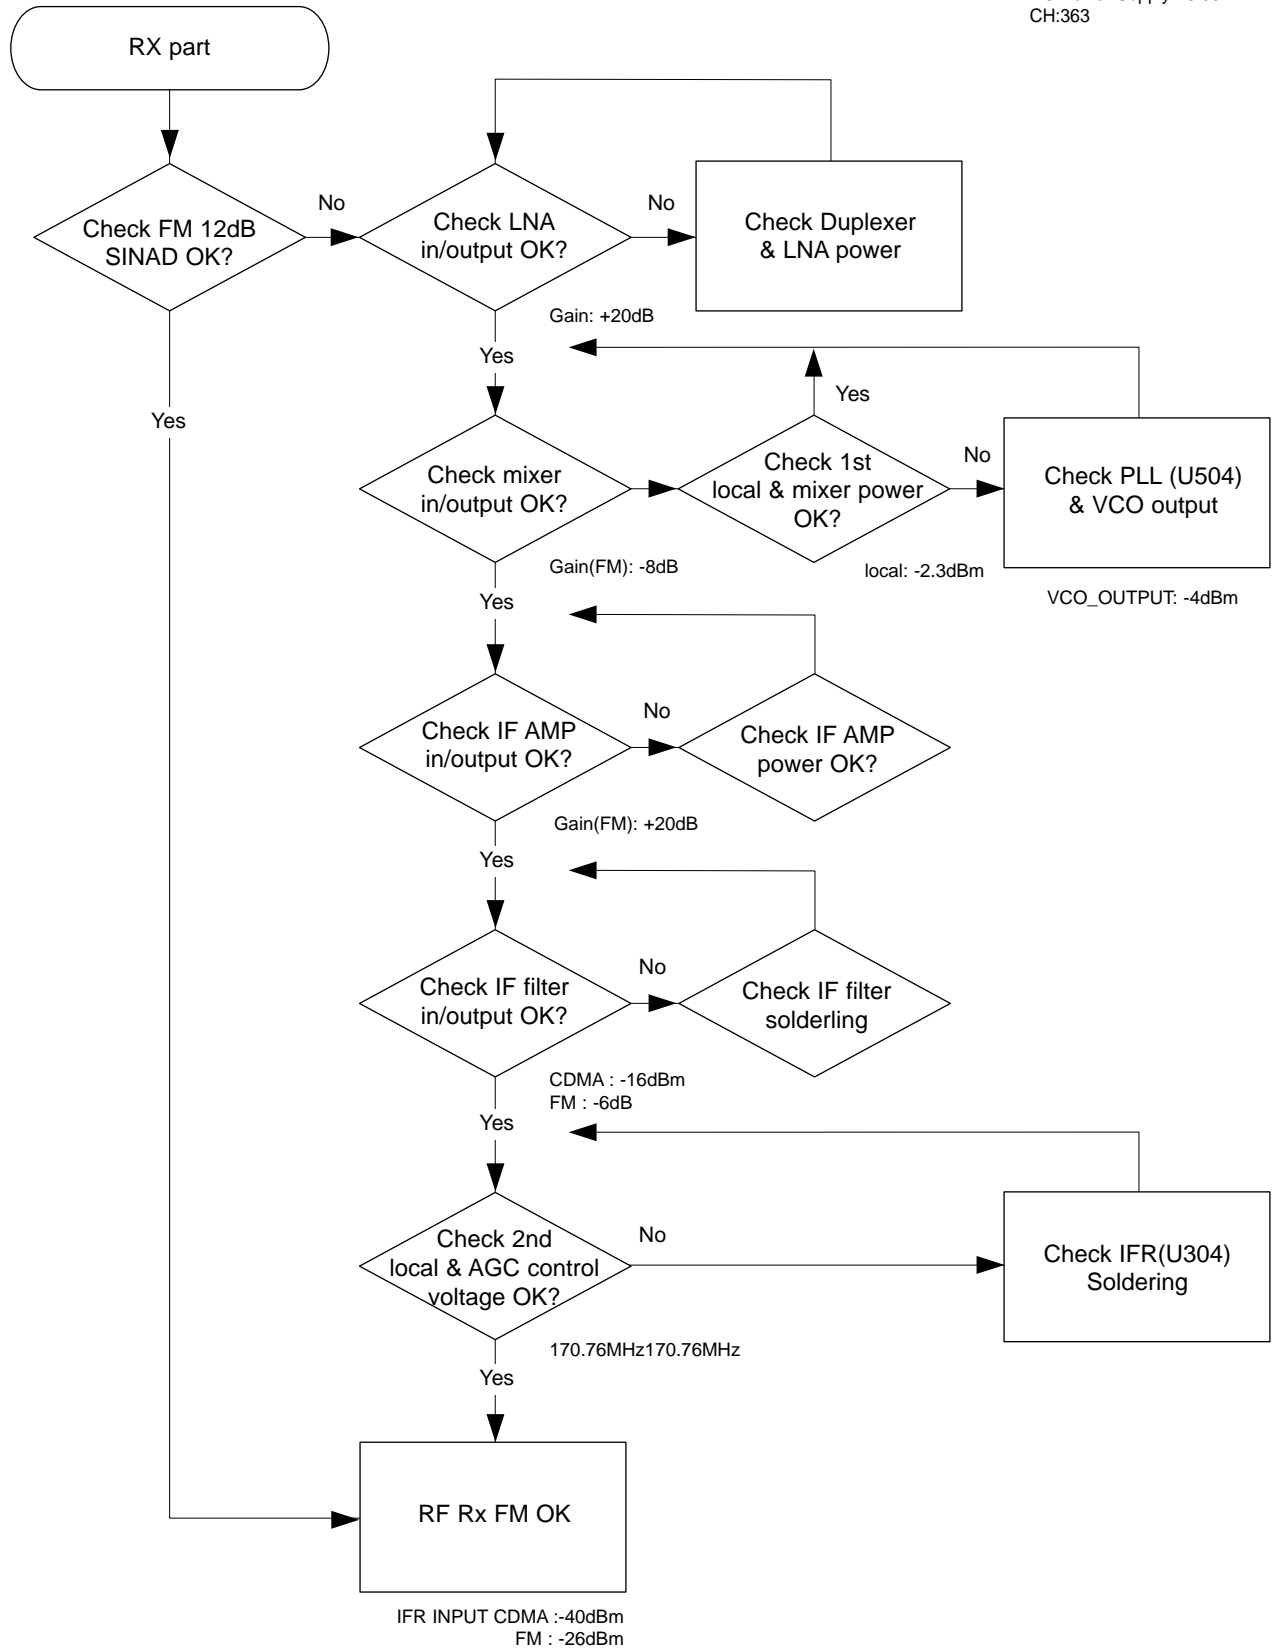 CH:363
RX part
Check FM 12dB
SINAD OK?
No
Check LNA
in/output OK?
No
Check Duplexer
& LNA power
Gain: +20dB
Yes
Yes
Yes
Check mixer
in/output OK?
Check 1st
local & mixer power
OK?
No
Check PLL (U504)
& VCO output
Gain(FM): -8dB
local: -2.3dBm
VCO_OUTPUT: -4dBm
Yes
Check IF AMP
in/output OK?
No
Check IF AMP
power OK?
Gain(FM): +20dB
Yes
Check IF filter
in/output OK?
No
Check IF filter
solderling
CDMA : -16dBm
FM : -6dB
Yes
Check 2nd
local & AGC control
voltage OK?
No
Check IFR(U304)
Soldering
170.76MHz170.76MHz
Yes
RF Rx FM OK
IFR INPUT CDMA :-40dBm
FM : -26dBm